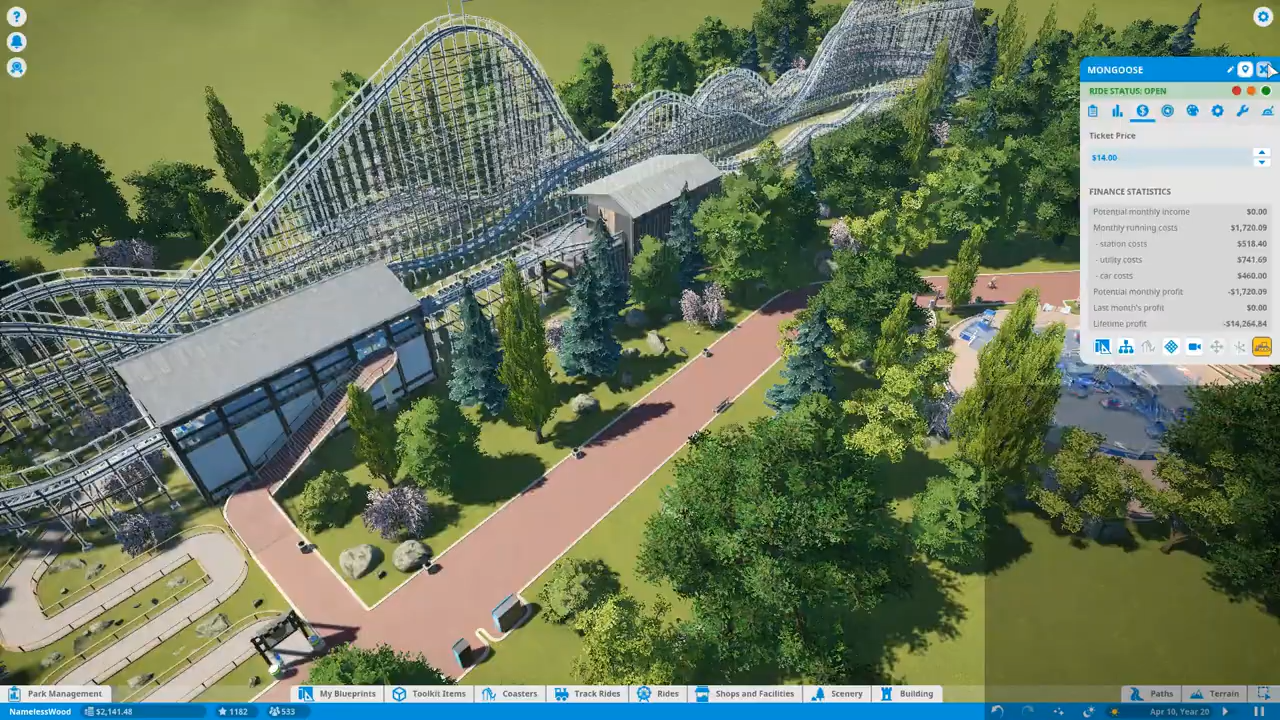 MONGOOSE
RIDE STATUS: OPEN
Ticket Price
$14.00
FINANCE STATISTICS
Potential monthly income $0.00
Monthly running costs $1,720.09
- station costs $518.40
- utility costs $741.69
- car costs $460.00
Potential monthly profit -$1,720.09
Last month's profit $0.00
Lifetime profit -$14,264.84
Park Management My Blueprints Toolkit Items Coasters Track Rides Rides Shops and Facilities Scenery Building Paths Terrain
NamelessWood $2,141.48 1182 533 Apr 10, Year 20